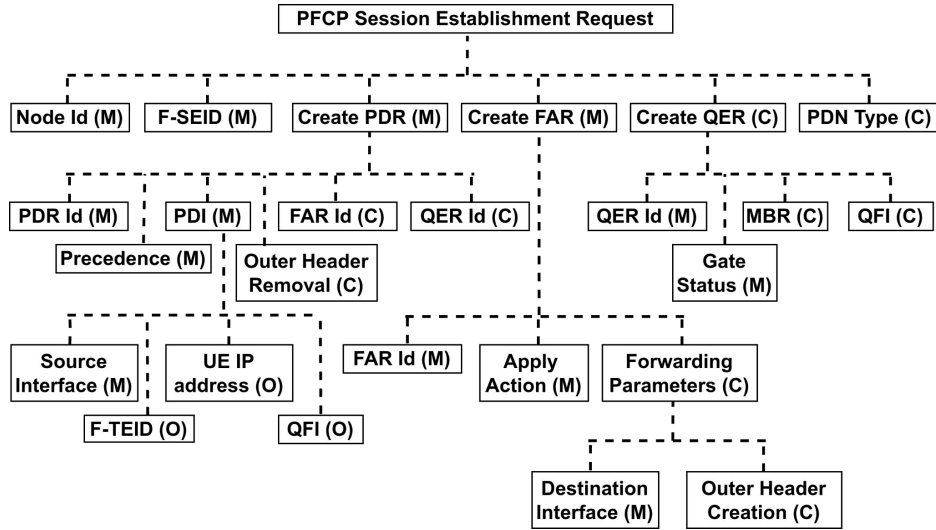 PFCP Session Establishment Request
Node Id (M)
F-SEID (M)
Create PDR (M)
Create FAR (M)
Create QER (C)
PDN Type (C)
PDR Id (M)
PDI (M)
FAR Id (C)
QER Id (C)
QER Id (M)
MBR (C)
QFI (C)
Precedence (M)
Outer Header
Removal (C)
Gate
Status (M)
Source
Interface (M)
UE IP
address (O)
FAR Id (M)
Apply
Action (M)
Forwarding
Parameters (C)
F-TEID (O)
QFI (O)
Destination
Interface (M)
Outer Header
Creation (C)